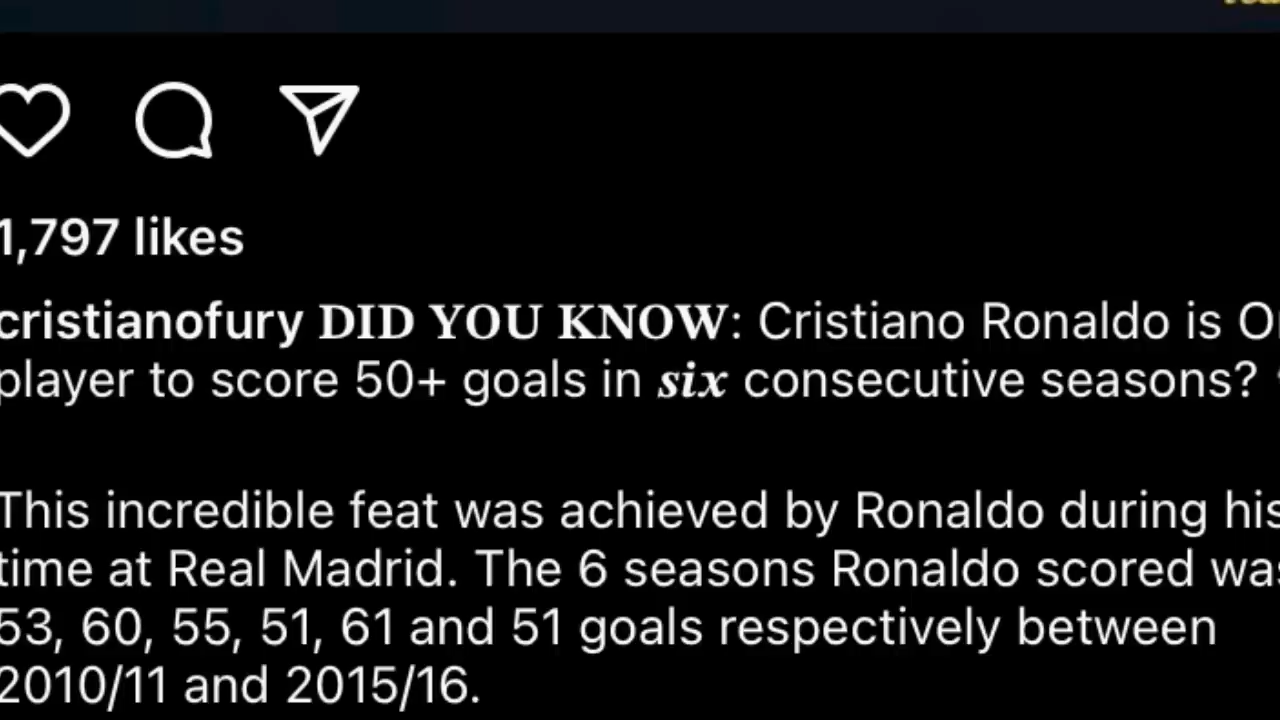 1,797 likes
cristianofury DID YOU KNOW: Cristiano Ronaldo is
player to score 50+ goals in six consecutive seasons?
This incredible feat was achieved by Ronaldo during his
time at Real Madrid. The 6 seasons Ronaldo scored was
53, 60, 55, 51, 61 and 51 goals respectively between
2010/11 and 2015/16.